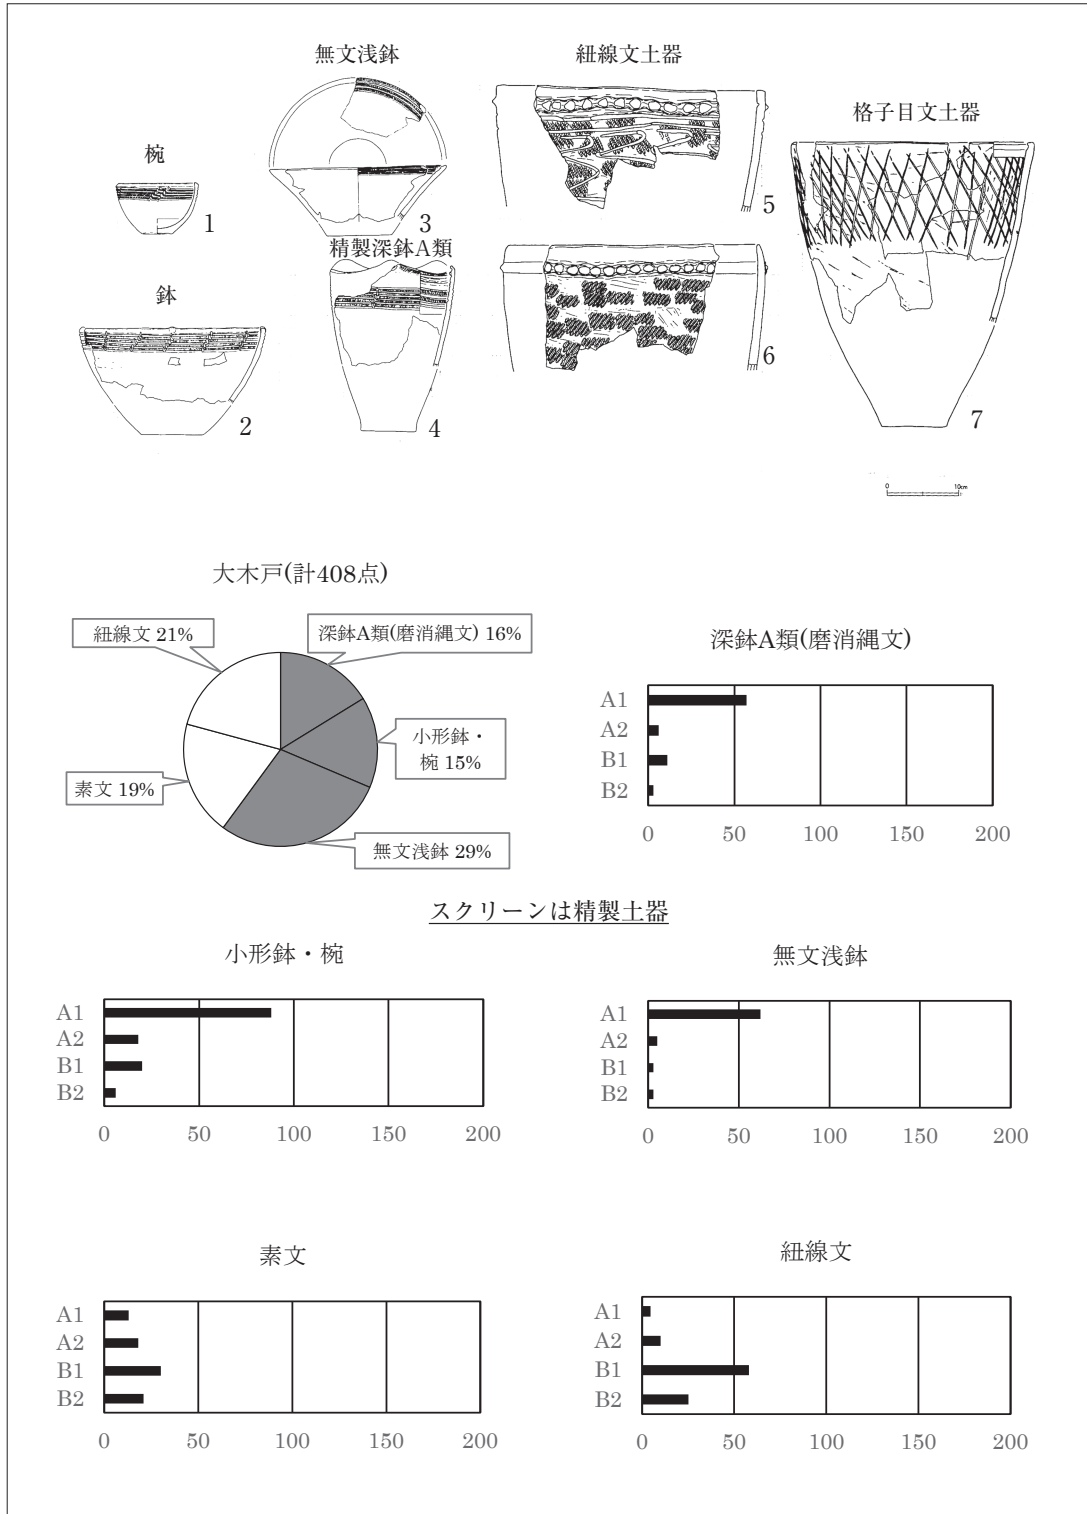 無文浅鉢
紐線文土器
格子目文土器
椀
1
3
5
精製深鉢A類
鉢
2
4
6
7
0 10cm
大木戸(計408点)
紐線文 21%
深鉢A類(磨消縄文) 16%
小形鉢・
椀 15%
素文 19%
無文浅鉢 29%
深鉢A類(磨消縄文)
A1
A2
B1
B2
0 50 100 150 200
スクリーンは精製土器
小形鉢・椀
A1
A2
B1
B2
0 50 100 150 200
無文浅鉢
A1
A2
B1
B2
0 50 100 150 200
素文
A1
A2
B1
B2
0 50 100 150 200
紐線文
A1
A2
B1
B2
0 50 100 150 200